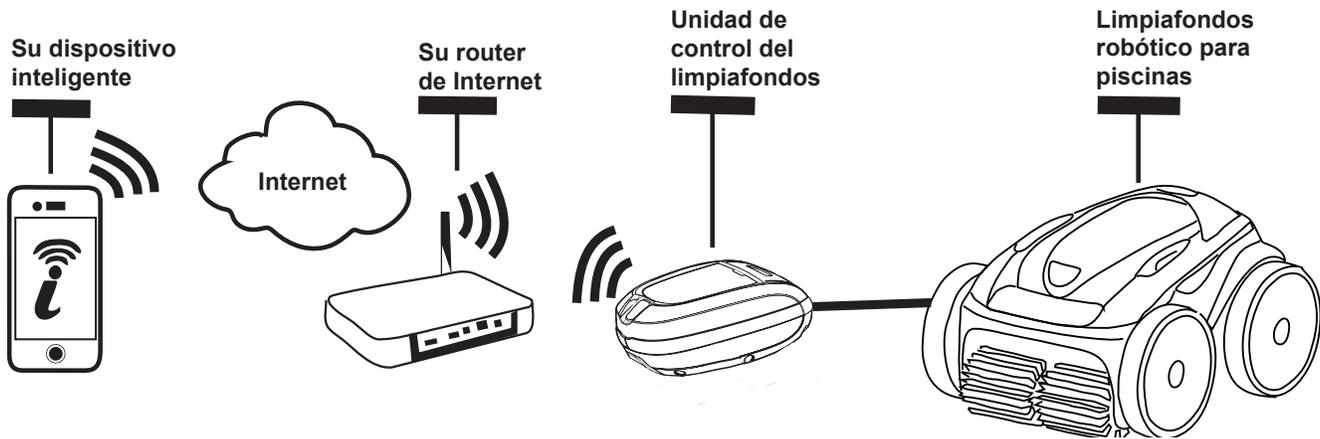 Su dispositivo
inteligente
Internet
Su router
de Internet
Unidad de
control del
limpiafondos
Limpiafondos
robótico para
piscinas